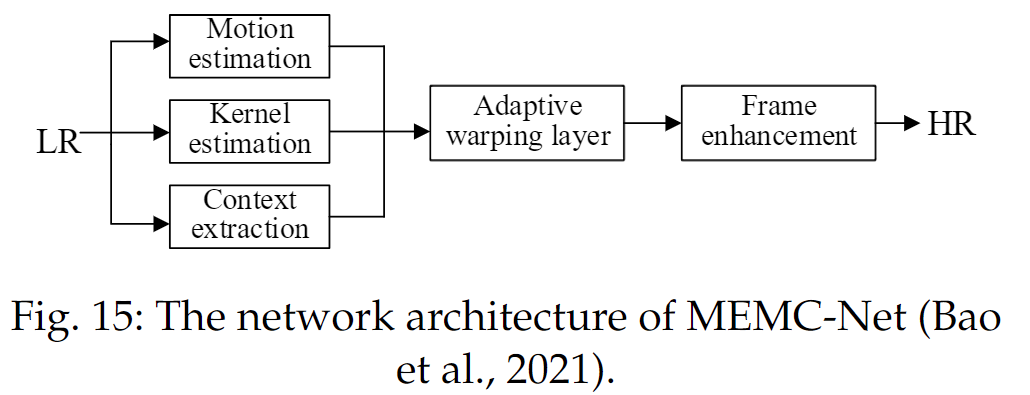 Motion
estimation
LR
Kernel
estimation
Context
extraction
Adaptive
warping layer
Frame
enhancement
HR
Fig. 15: The network architecture of MEMC-Net (Bao
et al., 2021).